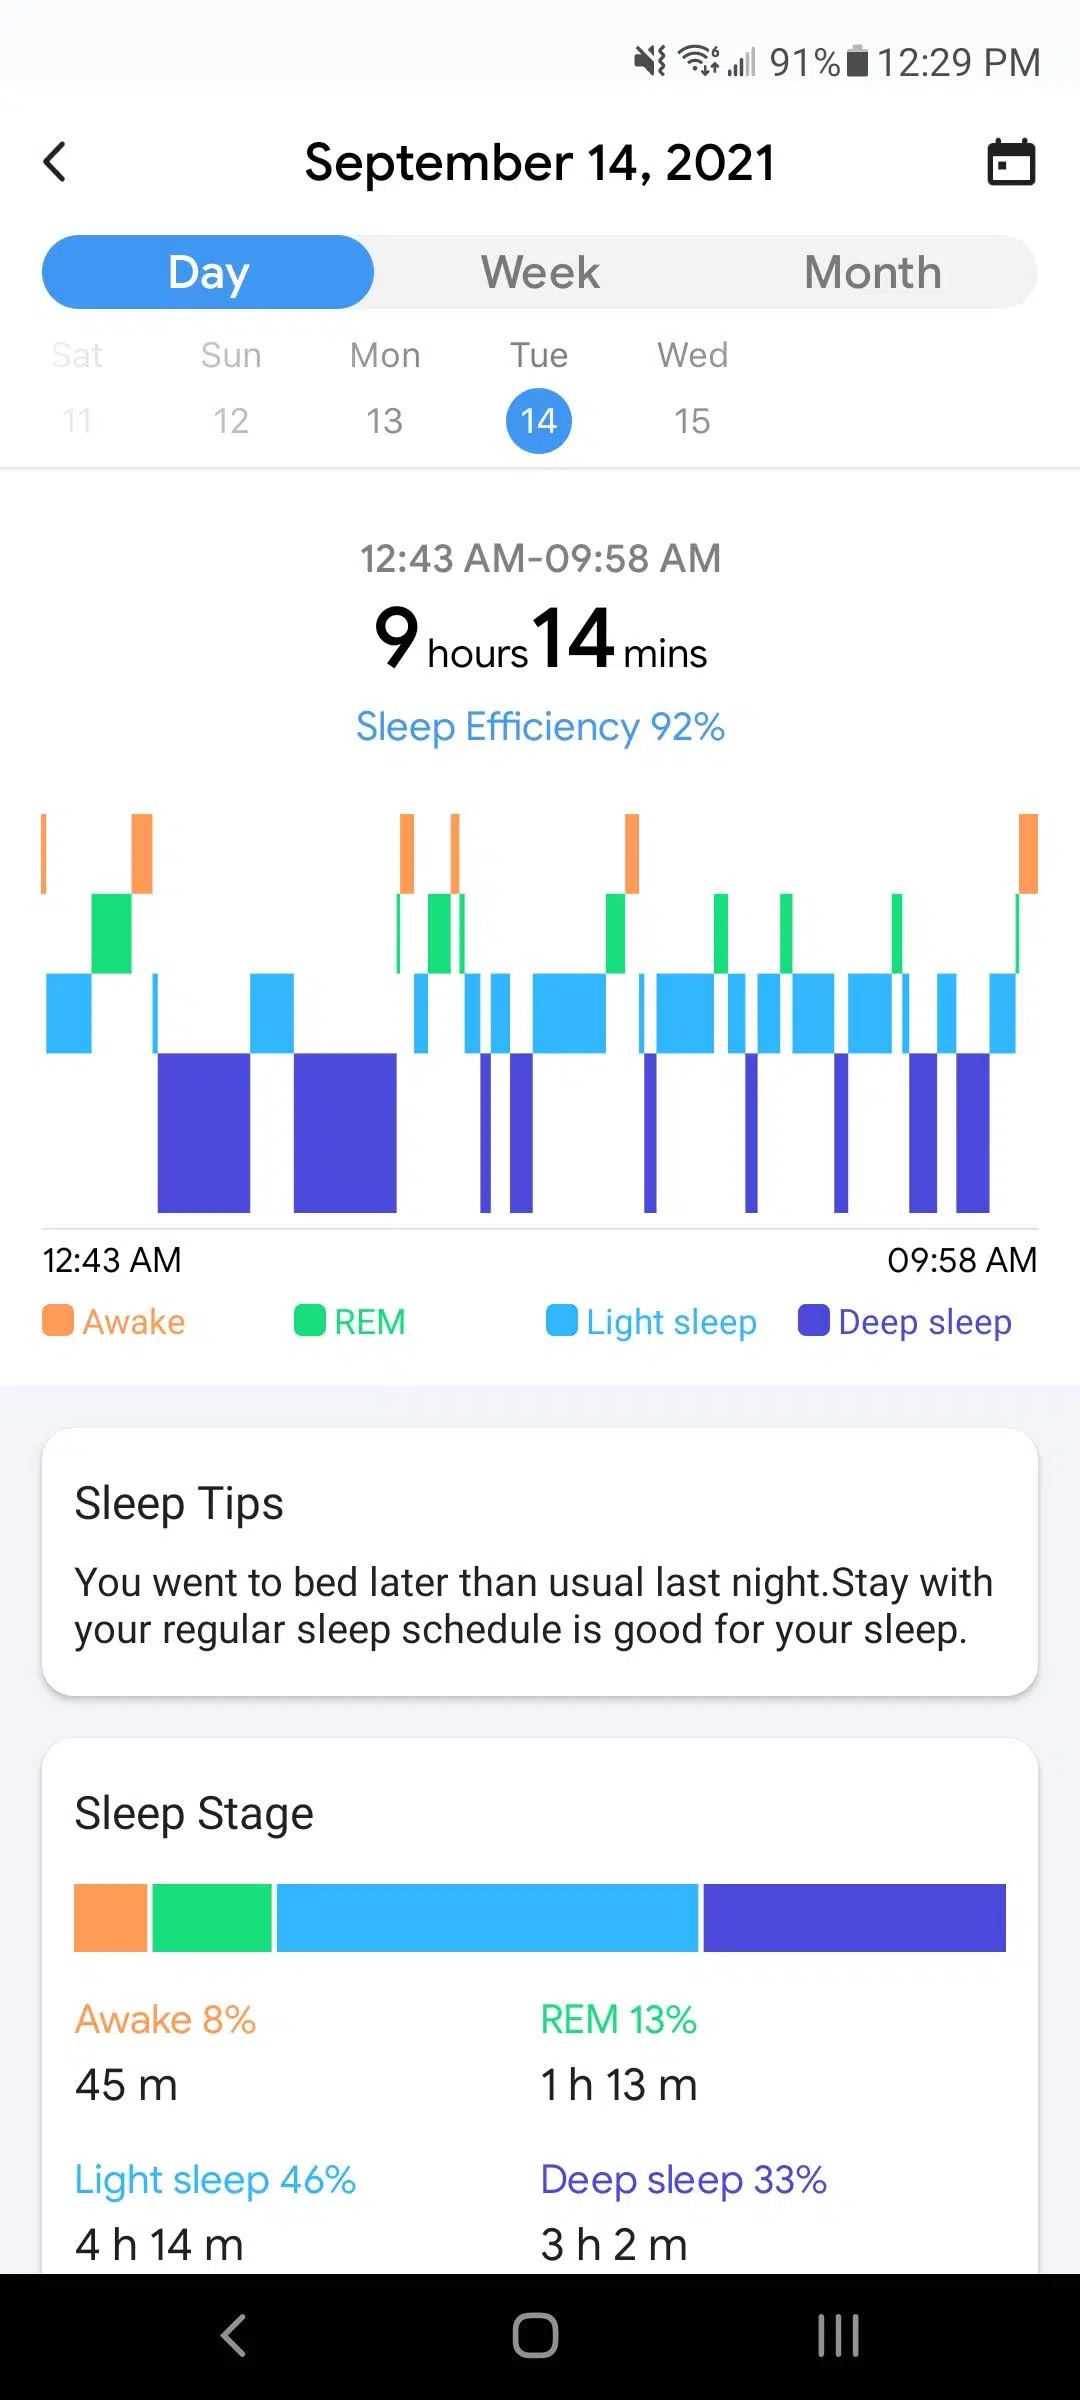 91% 12:29 PM
September 14, 2021
Day Week Month
Sat Sun Mon Tue Wed
11 12 13 14 15
12:43 AM-09:58 AM
9 hours 14 mins
Sleep Efficiency 92%
12:43 AM 09:58 AM
Awake REM Light sleep Deep sleep
Sleep Tips
You went to bed later than usual last night.Stay with
your regular sleep schedule is good for your sleep.
Sleep Stage
Awake 8% REM 13%
45 m 1 h 13 m
Light sleep 46% Deep sleep 33%
4 h 14 m 3 h 2 m